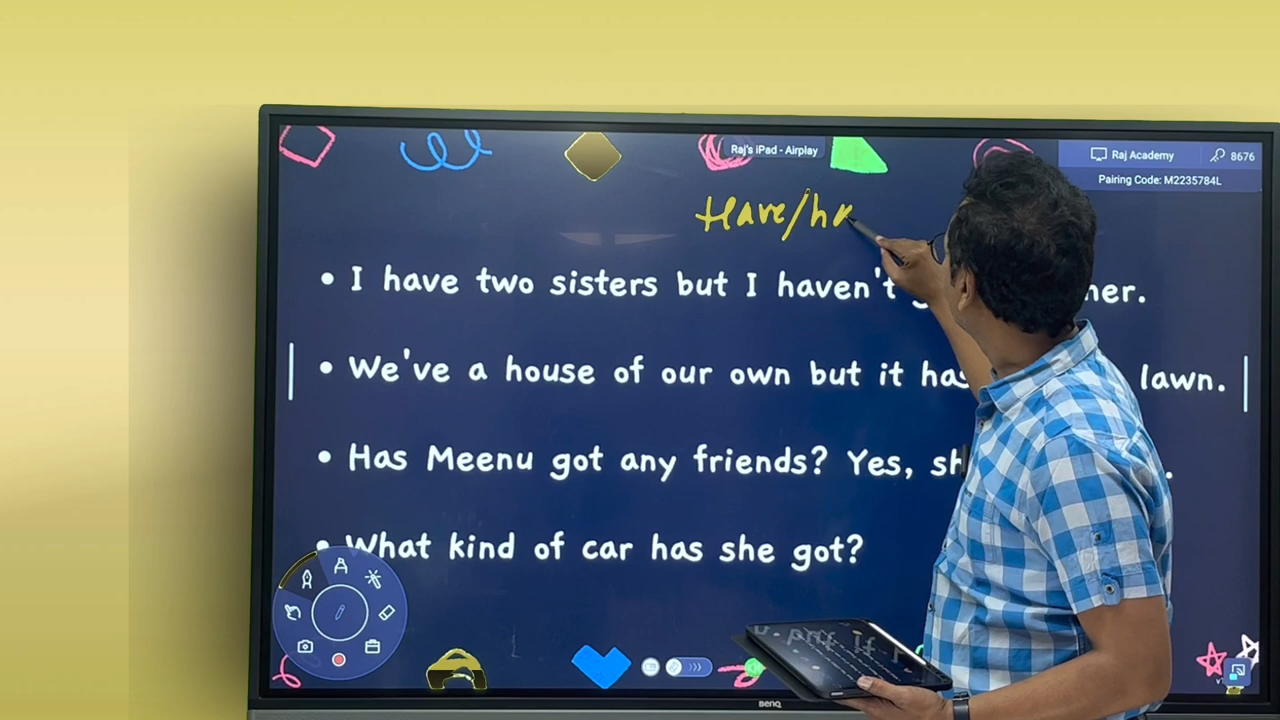 Raj's iPad - Airplay
Raj Academy 8676
Pairing Code: M2235784L
Have/ha
• I have two sisters but I haven't
• We've a house of our own but it has lawn.
• Has Meenu got any friends? Yes,
• What kind of car has she got?
BenQ